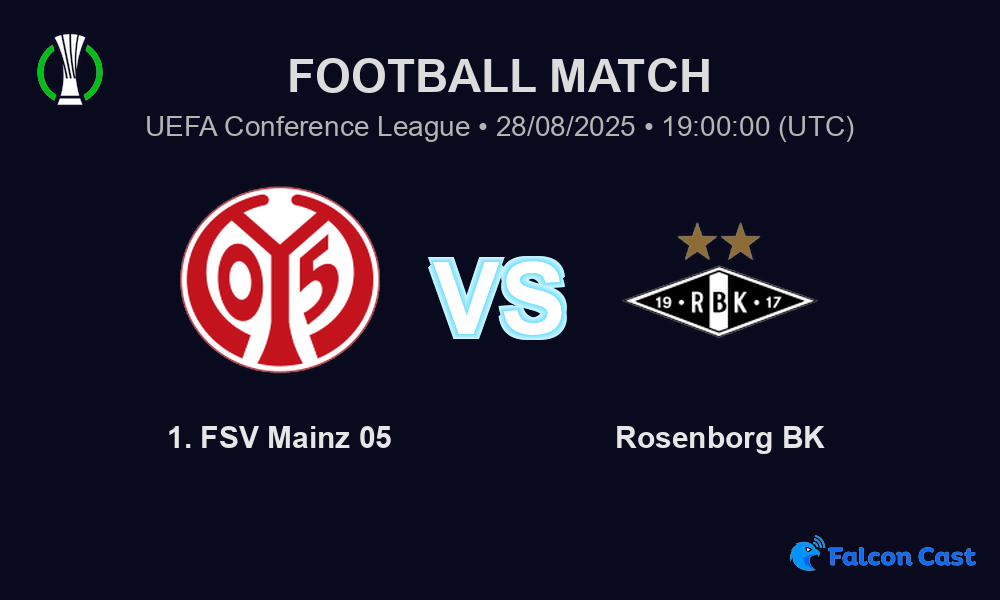 FOOTBALL MATCH
UEFA Conference League • 28/08/2025 • 19:00:00 (UTC)
05
VS
19 • RBK • 17
1. FSV Mainz 05
Rosenborg BK
Falcon Cast